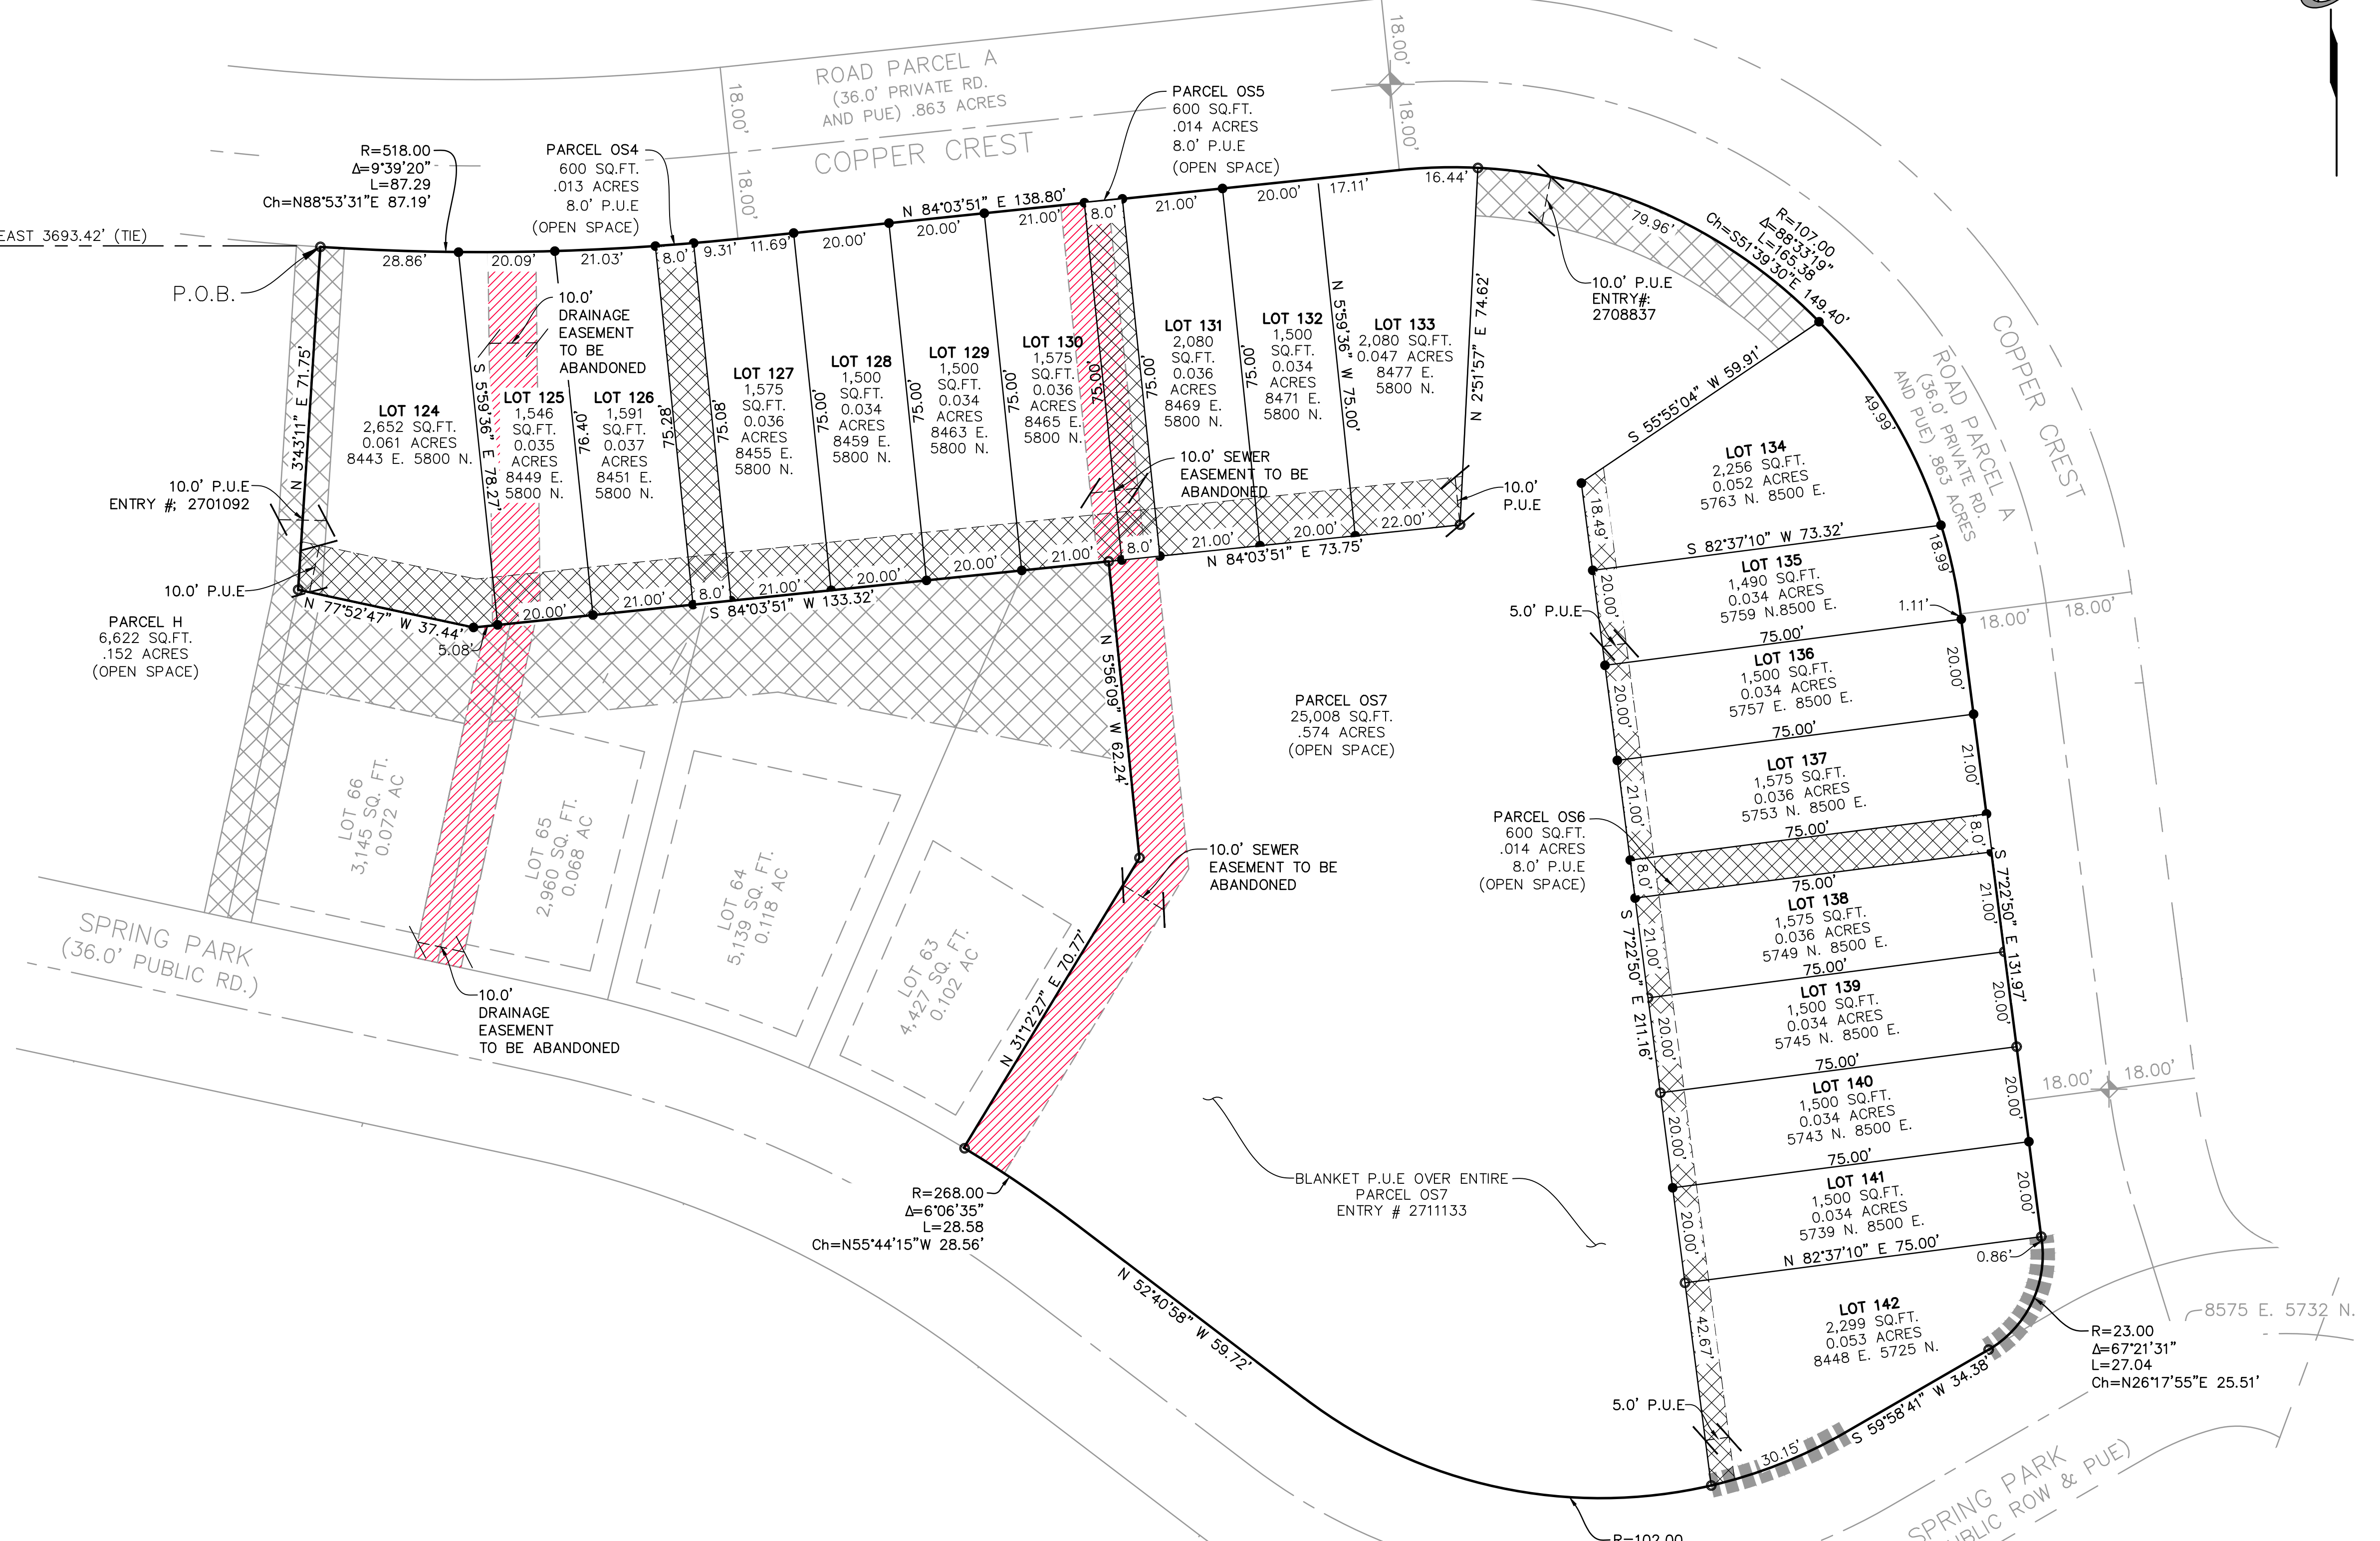 18.00'
ROAD PARCEL A
(36.0' PRIVATE RD.
AND PUE) .863 ACRES
COPPER CREST
18.00'
18.00'
18.00'
PARCEL OS5
600 SQ.FT.
.014 ACRES
8.0' P.U.E
(OPEN SPACE)
R=518.00
Δ=9°39'20"
L=87.29
Ch=N88°53'31"E 87.19'
PARCEL OS4
600 SQ.FT.
.013 ACRES
8.0' P.U.E
(OPEN SPACE)
EAST 3693.42' (TIE)
P.O.B.
N 84°03'51" E 138.80'
28.86'
20.09'
21.03'
8.0'
9.31'
11.69'
20.00'
20.00'
21.00'
8.0'
21.00'
20.00'
17.11'
16.44'
79.96'
R=107.00
Δ=88°33'19"
L=165.38
Ch=S51°39'30"E 149.40'
10.0' P.U.E
ENTRY#:
2708837
10.0'
DRAINAGE
EASEMENT
TO BE
ABANDONED
N 3°43'11" E 71.75'
LOT 124
2,652 SQ.FT.
0.061 ACRES
8443 E. 5800 N.
S 5°59'36" E 78.27'
LOT 125
1,546
SQ.FT.
0.035
ACRES
8449 E.
5800 N.
76.40'
LOT 126
1,591
SQ.FT.
0.037
ACRES
8451 E.
5800 N.
75.28'
75.08'
LOT 127
1,575
SQ.FT.
0.036
ACRES
8455 E.
5800 N.
75.00'
LOT 128
1,500
SQ.FT.
0.034
ACRES
8459 E.
5800 N.
75.00'
LOT 129
1,500
SQ.FT.
0.034
ACRES
8463 E.
5800 N.
75.00'
LOT 130
1,575
SQ.FT.
0.036
ACRES
8465 E.
5800 N.
75.00'
75.00'
LOT 131
2,080
SQ.FT.
0.036
ACRES
8469 E.
5800 N.
75.00'
LOT 132
1,500
SQ.FT.
0.034
ACRES
8471 E.
5800 N.
N 5°59'36" W 75.00'
LOT 133
2,080 SQ.FT.
0.047 ACRES
8477 E.
5800 N.
N 2°51'57" E 74.62'
10.0' SEWER
EASEMENT TO BE
ABANDONED
10.0'
P.U.E
10.0' P.U.E
ENTRY #; 2701092
10.0' P.U.E
PARCEL H
6,622 SQ.FT.
.152 ACRES
(OPEN SPACE)
N 77°52'47" W 37.44'
5.08'
20.00'
21.00'
8.0'
21.00'
20.00'
20.00'
21.00'
8.0'
21.00'
20.00'
22.00'
S 84°03'51" W 133.32'
N 84°03'51" E 73.75'
N 5°56'09" W 62.24'
PARCEL OS7
25,008 SQ.FT.
.574 ACRES
(OPEN SPACE)
LOT 66
3,145 SQ. FT.
0.072 AC
LOT 65
2,960 SQ. FT.
0.068 AC
LOT 64
5,139 SQ. FT.
0.118 AC
LOT 63
4,427 SQ. FT.
0.102 AC
SPRING PARK
(36.0' PUBLIC RD.)
10.0'
DRAINAGE
EASEMENT
TO BE ABANDONED
10.0' SEWER
EASEMENT TO BE
ABANDONED
N 31°12'27" E 70.77'
R=268.00
Δ=6°06'35"
L=28.58
Ch=N55°44'15"W 28.56'
N 52°40'58" W 59.72'
BLANKET P.U.E OVER ENTIRE
PARCEL OS7
ENTRY # 2711133
COPPER CREST
ROAD PARCEL A
(36.0' PRIVATE RD.
AND PUE) .863 ACRES
49.99'
S 55°55'04" W 59.91'
LOT 134
2,256 SQ.FT.
0.052 ACRES
5763 N. 8500 E.
18.49'
S 82°37'10" W 73.32'
18.99'
LOT 135
1,490 SQ.FT.
0.034 ACRES
5759 N.8500 E.
20.00'
5.0' P.U.E
1.11'
18.00'
18.00'
75.00'
LOT 136
1,500 SQ.FT.
0.034 ACRES
5757 E. 8500 E.
20.00'
20.00'
75.00'
LOT 137
1,575 SQ.FT.
0.036 ACRES
5753 N. 8500 E.
21.00'
21.00'
PARCEL OS6
600 SQ.FT.
.014 ACRES
8.0' P.U.E
(OPEN SPACE)
75.00'
8.0'
8.0'
75.00'
S 7°22'50" E 211.16'
S 7°22'50" E 131.97'
LOT 138
1,575 SQ.FT.
0.036 ACRES
5749 N. 8500 E.
21.00'
21.00'
75.00'
LOT 139
1,500 SQ.FT.
0.034 ACRES
5745 N. 8500 E.
20.00'
20.00'
75.00'
18.00'
18.00'
LOT 140
1,500 SQ.FT.
0.034 ACRES
5743 N. 8500 E.
20.00'
20.00'
75.00'
LOT 141
1,500 SQ.FT.
0.034 ACRES
5739 N. 8500 E.
20.00'
20.00'
N 82°37'10" E 75.00'
0.86'
LOT 142
2,299 SQ.FT.
0.053 ACRES
8448 E. 5725 N.
42.67'
8575 E. 5732 N.
R=23.00
Δ=67°21'31"
L=27.04
Ch=N26°17'55"E 25.51'
5.0' P.U.E
30.15'
S 59°58'41" W 34.38'
SPRING PARK
UBLIC ROW & PUE)
R=102.00